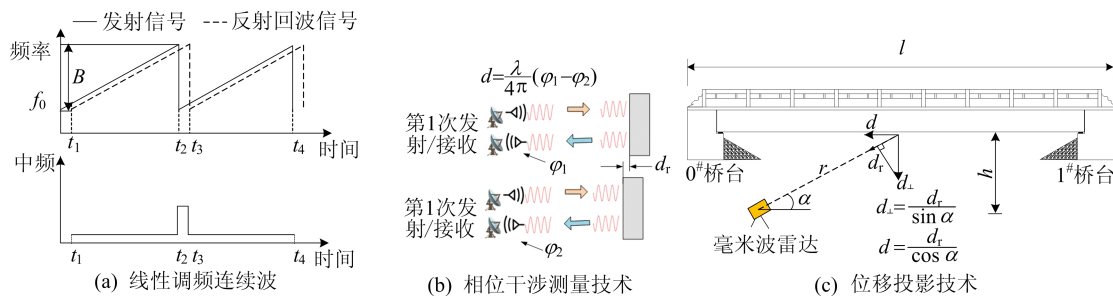 发射信号 反射回波信号
频率
B
f₀
t₁ t₂ t₃ t₄ 时间
中频
t₁ t₂ t₃ t₄ 时间
(a) 线性调频连续波
d=λ/4π(φ₁−φ₂)
第1次发
射/接收
φ₁
dᵣ
第1次发
射/接收
φ₂
(b) 相位干涉测量技术
l
d
0#桥台 r dᵣ d⊥ h 1#桥台
α
d⊥=dᵣ/sin α
毫米波雷达
d=dᵣ/cos α
(c) 位移投影技术